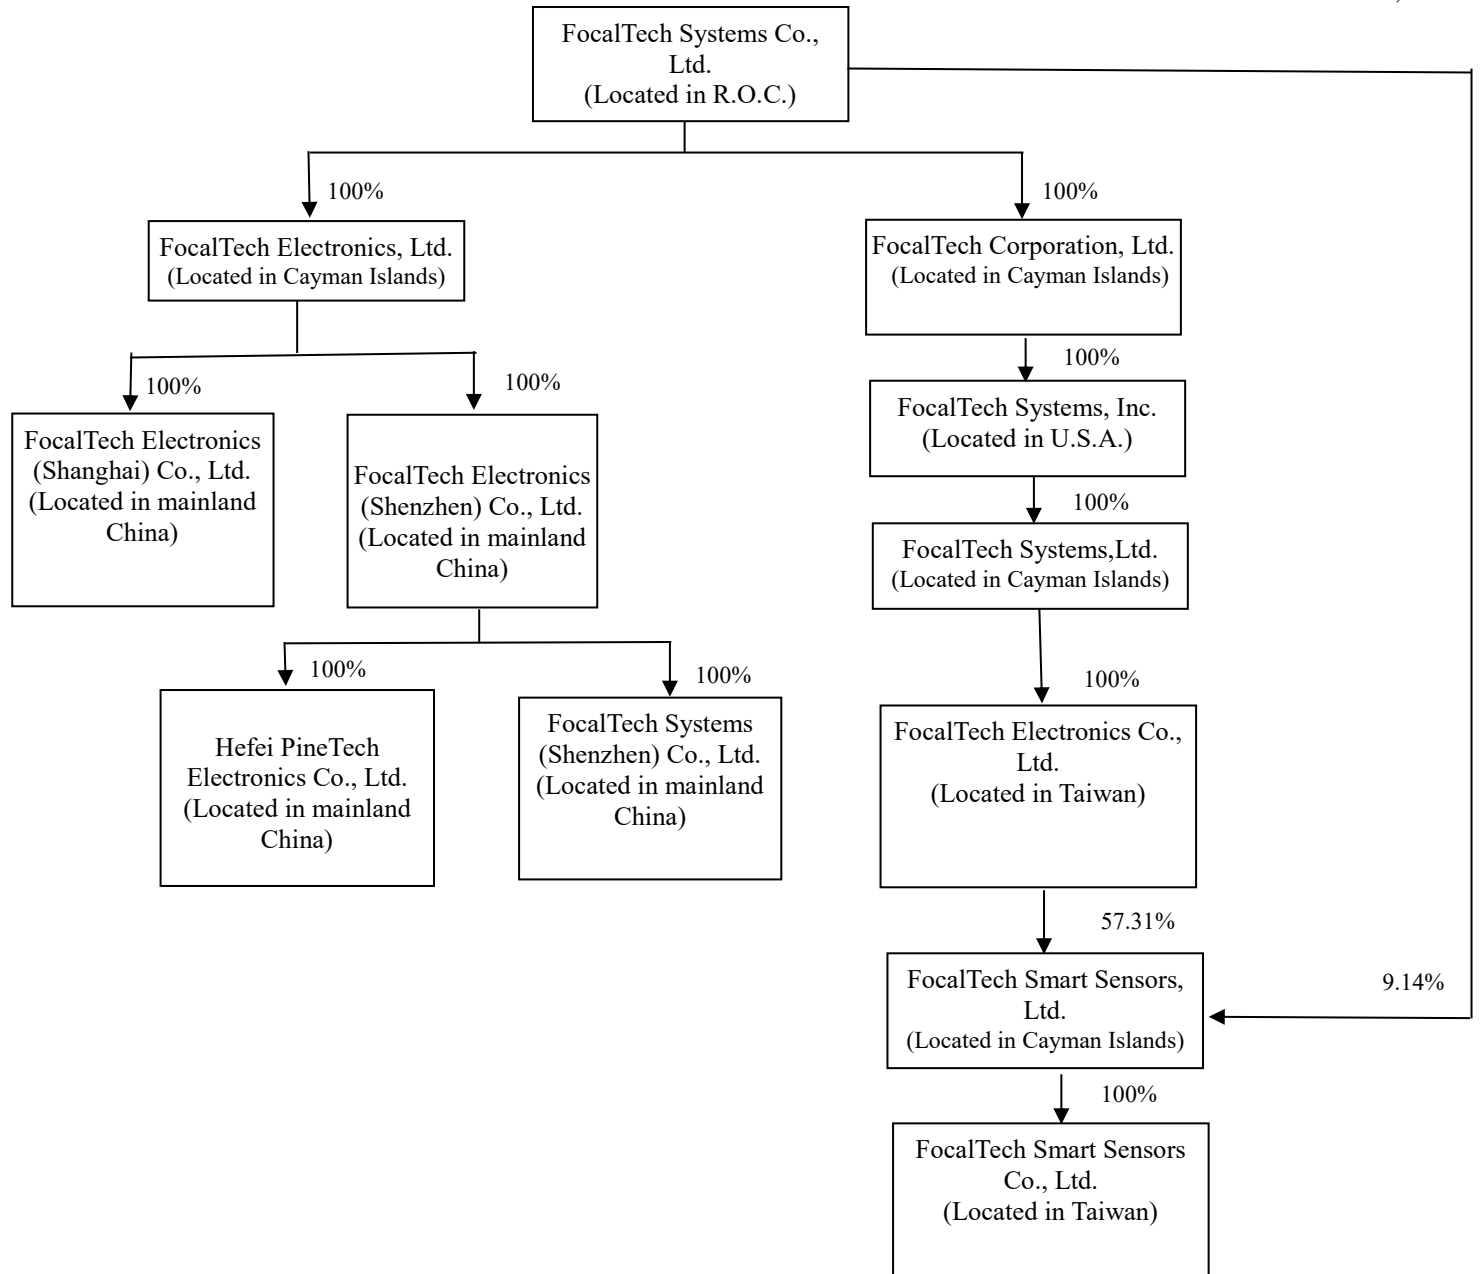 FocalTech Systems Co.,
Ltd.
(Located in R.O.C.)
100%
100%
FocalTech Electronics, Ltd.
(Located in Cayman Islands)
FocalTech Corporation, Ltd.
(Located in Cayman Islands)
100%
100%
100%
FocalTech Electronics
(Shanghai) Co., Ltd.
(Located in mainland
China)
FocalTech Electronics
(Shenzhen) Co., Ltd.
(Located in mainland
China)
FocalTech Systems, Inc.
(Located in U.S.A.)
100%
FocalTech Systems,Ltd.
(Located in Cayman Islands)
100%
100%
100%
Hefei PineTech
Electronics Co., Ltd.
(Located in mainland
China)
FocalTech Systems
(Shenzhen) Co., Ltd.
(Located in mainland
China)
FocalTech Electronics Co.,
Ltd.
(Located in Taiwan)
57.31%
9.14%
FocalTech Smart Sensors,
Ltd.
(Located in Cayman Islands)
100%
FocalTech Smart Sensors
Co., Ltd.
(Located in Taiwan)